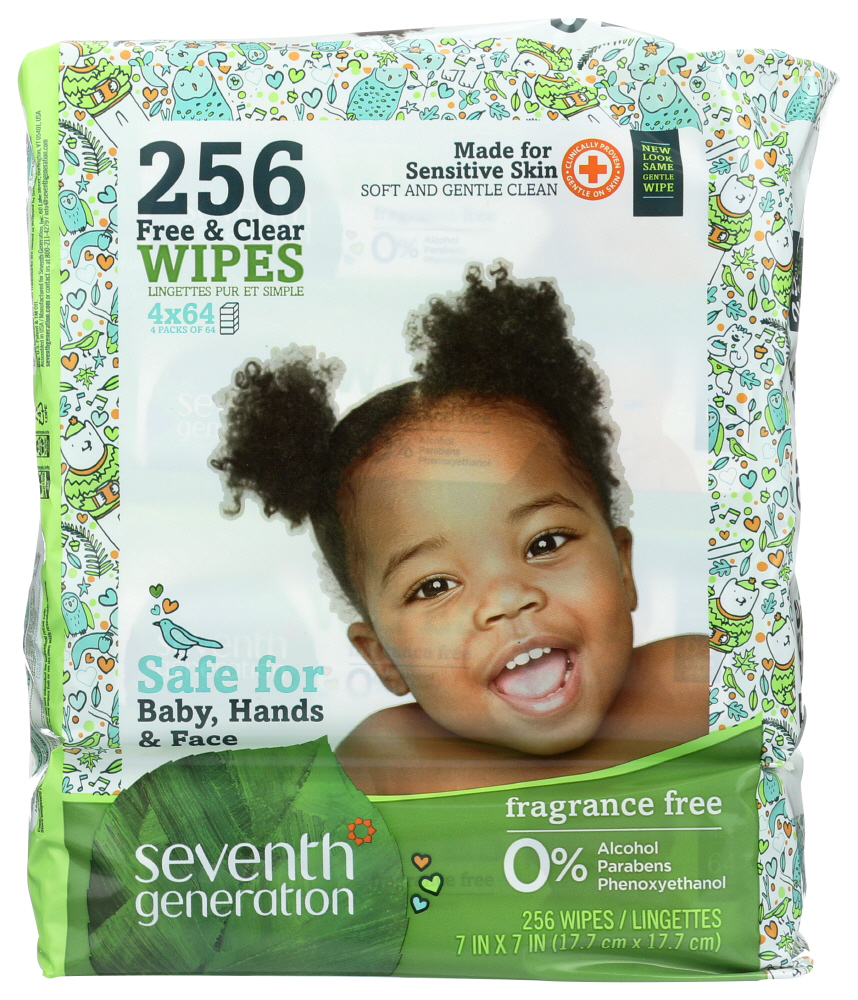 256
Free & Clear
WIPES
LINGETTES PUR ET SIMPLE
4x64
4 PACKS OF 64
Made for
Sensitive Skin
SOFT AND GENTLE CLEAN
CLINICALLY PROVEN
GENTLE ON SKIN
NEW
LOOK
SAME
GENTLE
WIPE
Safe for
Baby, Hands
& Face
seventh
generation
fragrance free
0%
Alcohol
Parabens
Phenoxyethanol
256 WIPES / LINGETTES
7 IN X 7 IN (17.7 cm x 17.7 cm)